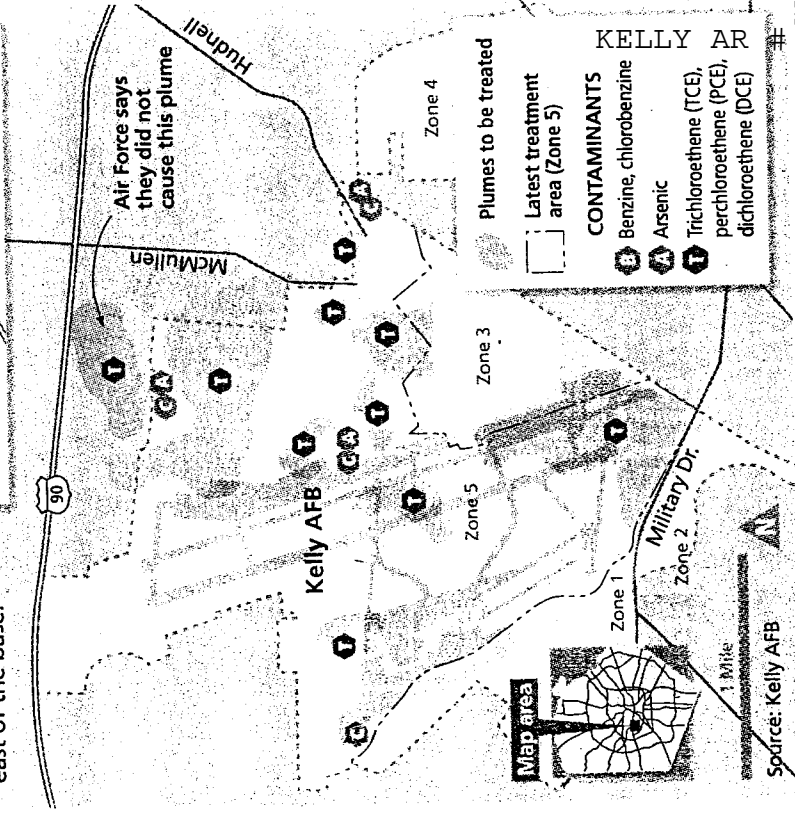 KELLY AR #
east of the base.
90
Air Force says
they did not
cause this plume
Hudnell
McMullen
Kelly AFB
Zone 4
Zone 3
Zone 5
Zone 1
Zone 2
Military Dr.
Map area
1 Mile
N
Source: Kelly AFB
Plumes to be treated
Latest treatment
area (Zone 5)
CONTAMINANTS
B Benzine, chlorobenzine
A Arsenic
T Trichloroethene (TCE),
perchloroethene (PCE),
dichloroethene (DCE)
T
T
T
T
T
T
T
T
T
A
A
A